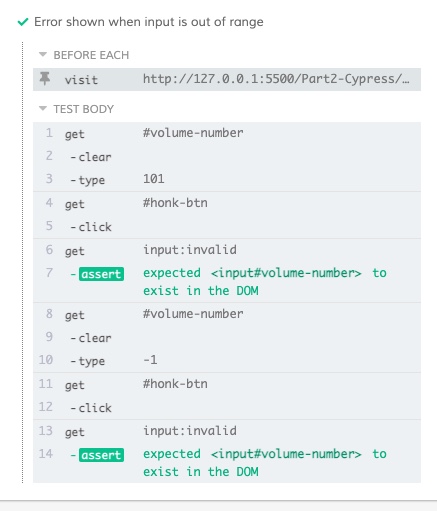 Error shown when input is out of range
BEFORE EACH
visit http://127.0.0.1:5500/Part2-Cypress/…
TEST BODY
1 get #volume-number
2 -clear
3 -type 101
4 get #honk-btn
5 -click
6 get input:invalid
7 -assert expected <input#volume-number> to
exist in the DOM
8 get #volume-number
9 -clear
10 -type -1
11 get #honk-btn
12 -click
13 get input:invalid
14 -assert expected <input#volume-number> to
exist in the DOM